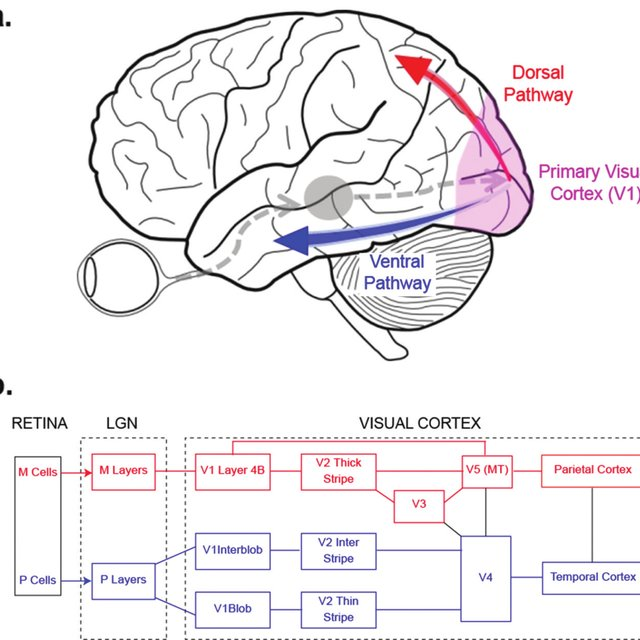 a.
Dorsal
Pathway
Primary Visu
Cortex (V1)
Ventral
Pathway
b.
RETINA
LGN
VISUAL CORTEX
M Cells
M Layers
V1 Layer 4B
V2 Thick
Stripe
V5 (MT)
Parietal Cortex
V3
V1Interblob
V2 Inter
Stripe
P Cells
P Layers
V4
Temporal Cortex
V1Blob
V2 Thin
Stripe